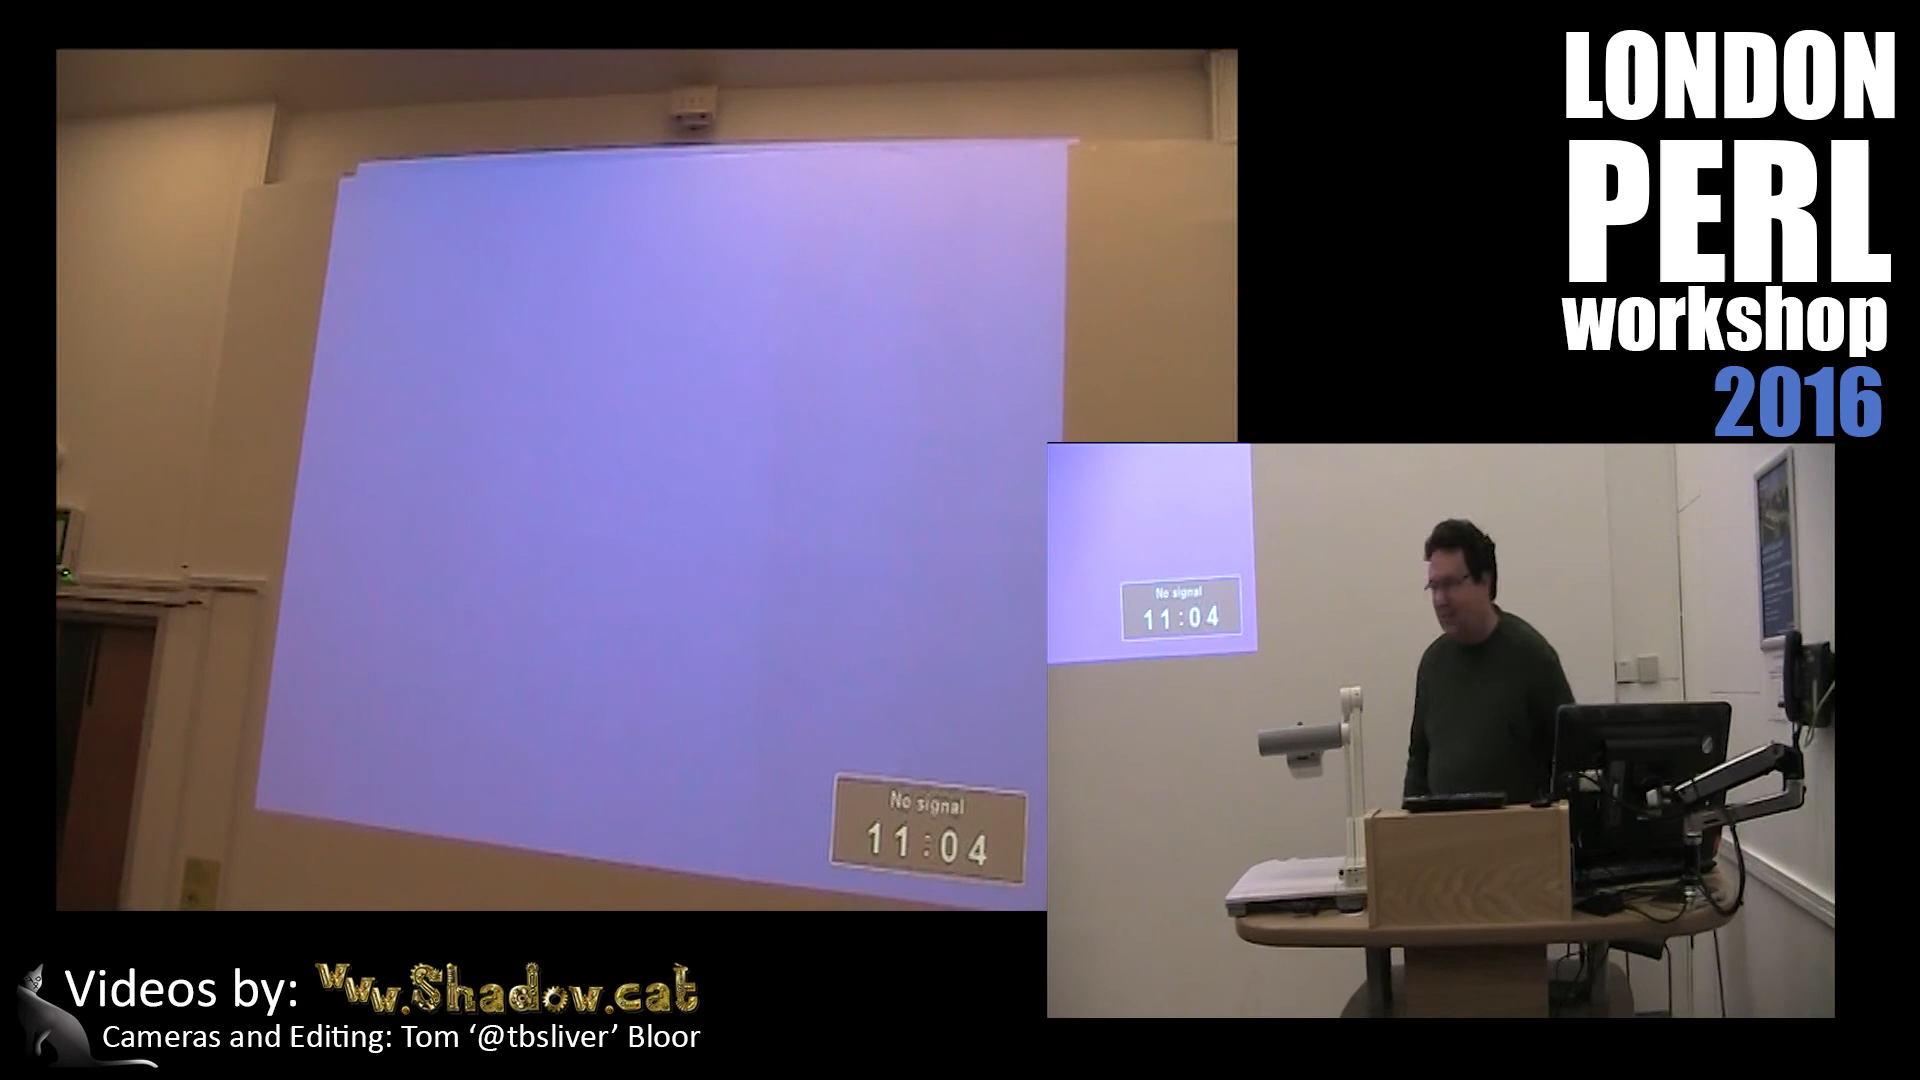 LONDON
PERL
workshop
2016
No signal
11:04
No signal
11:04
Videos by: www.Shadow.cat
Cameras and Editing: Tom ‘@tbsliver’ Bloor